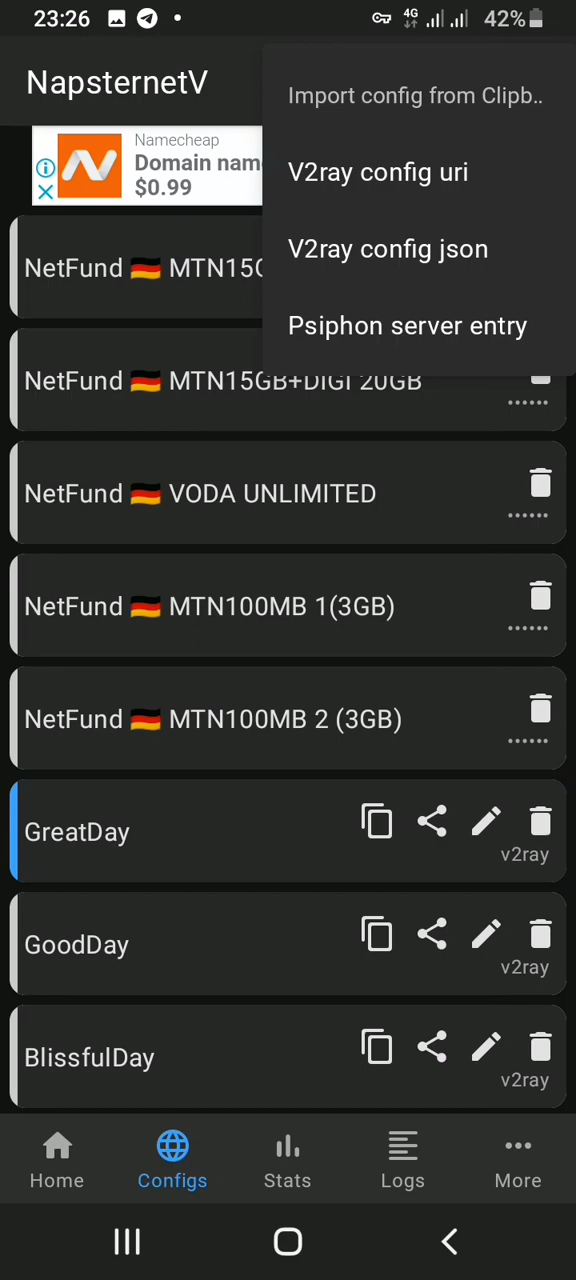 23:26
4G
42%
NapsternetV
Import config from Clipb..
Namecheap
Domain nam
$0.99
V2ray config uri
V2ray config json
Psiphon server entry
NetFund 🇩🇪 MTN15G
NetFund 🇩🇪 MTN15GB+DIGI 20GB
......
NetFund 🇩🇪 VODA UNLIMITED
......
NetFund 🇩🇪 MTN100MB 1(3GB)
......
NetFund 🇩🇪 MTN100MB 2 (3GB)
......
GreatDay
v2ray
GoodDay
v2ray
BlissfulDay
v2ray
Home
Configs
Stats
Logs
More